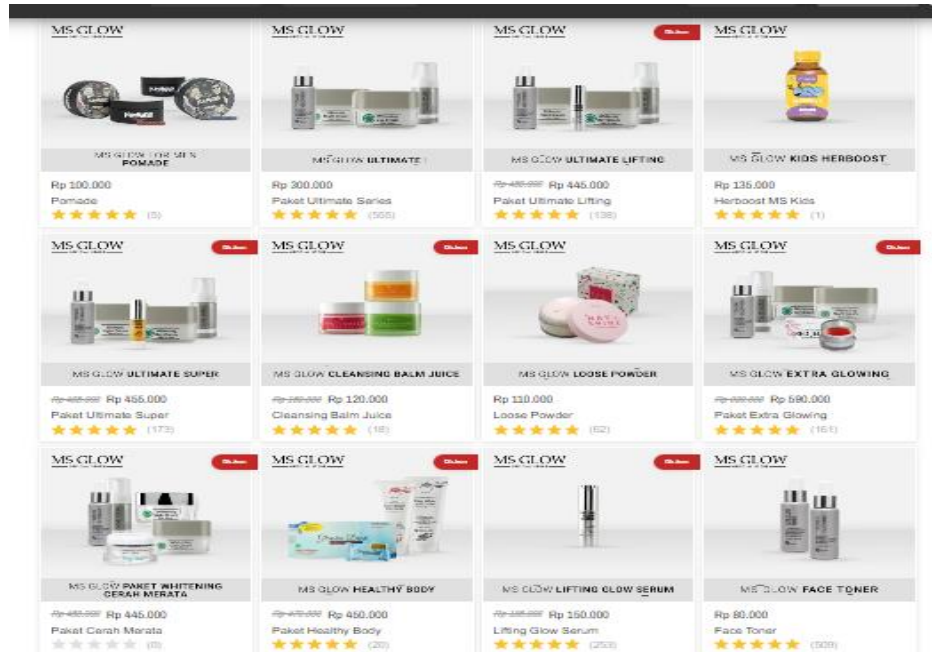 MS GLOW
MS GLOW
MS GLOW
MS GLOW
MS GLOW FOR MEN
POMADE
MS GLOW ULTIMATE
MS GLOW ULTIMATE LIFTING
MS GLOW KIDS HERBOOST
Rp 100.000
Rp 300.000
Rp 445.000
Rp 135.000
Pomade
Paket Ultimate Series
Paket Ultimate Lifting
Herboost MS Kids
(5)
(138)
(1)
MS GLOW
MS GLOW
MS GLOW
MS GLOW
MS GLOW ULTIMATE SUPER
MS GLOW CLEANSING BALM JUICE
MS GLOW LOOSE POWDER
MS GLOW EXTRA GLOWING
Rp 455.000
Rp 120.000
Rp 110.000
Rp 590.000
Paket Ultimate Super
Cleansing Balm Juice
Loose Powder
Paket Extra Glowing
(173)
(18)
(62)
(161)
MS GLOW
MS GLOW
MS GLOW
MS GLOW
MS GLOW PAKET WHITENING
CERAH MERATA
MS GLOW HEALTHY BODY
MS GLOW LIFTING GLOW SERUM
MS GLOW FACE TONER
Rp 445.000
Rp 450.000
Rp 150.000
Rp 80.000
Paket Cerah Merata
Paket Healthy Body
Lifting Glow Serum
Face Toner
(0)
(20)
(253)
(509)